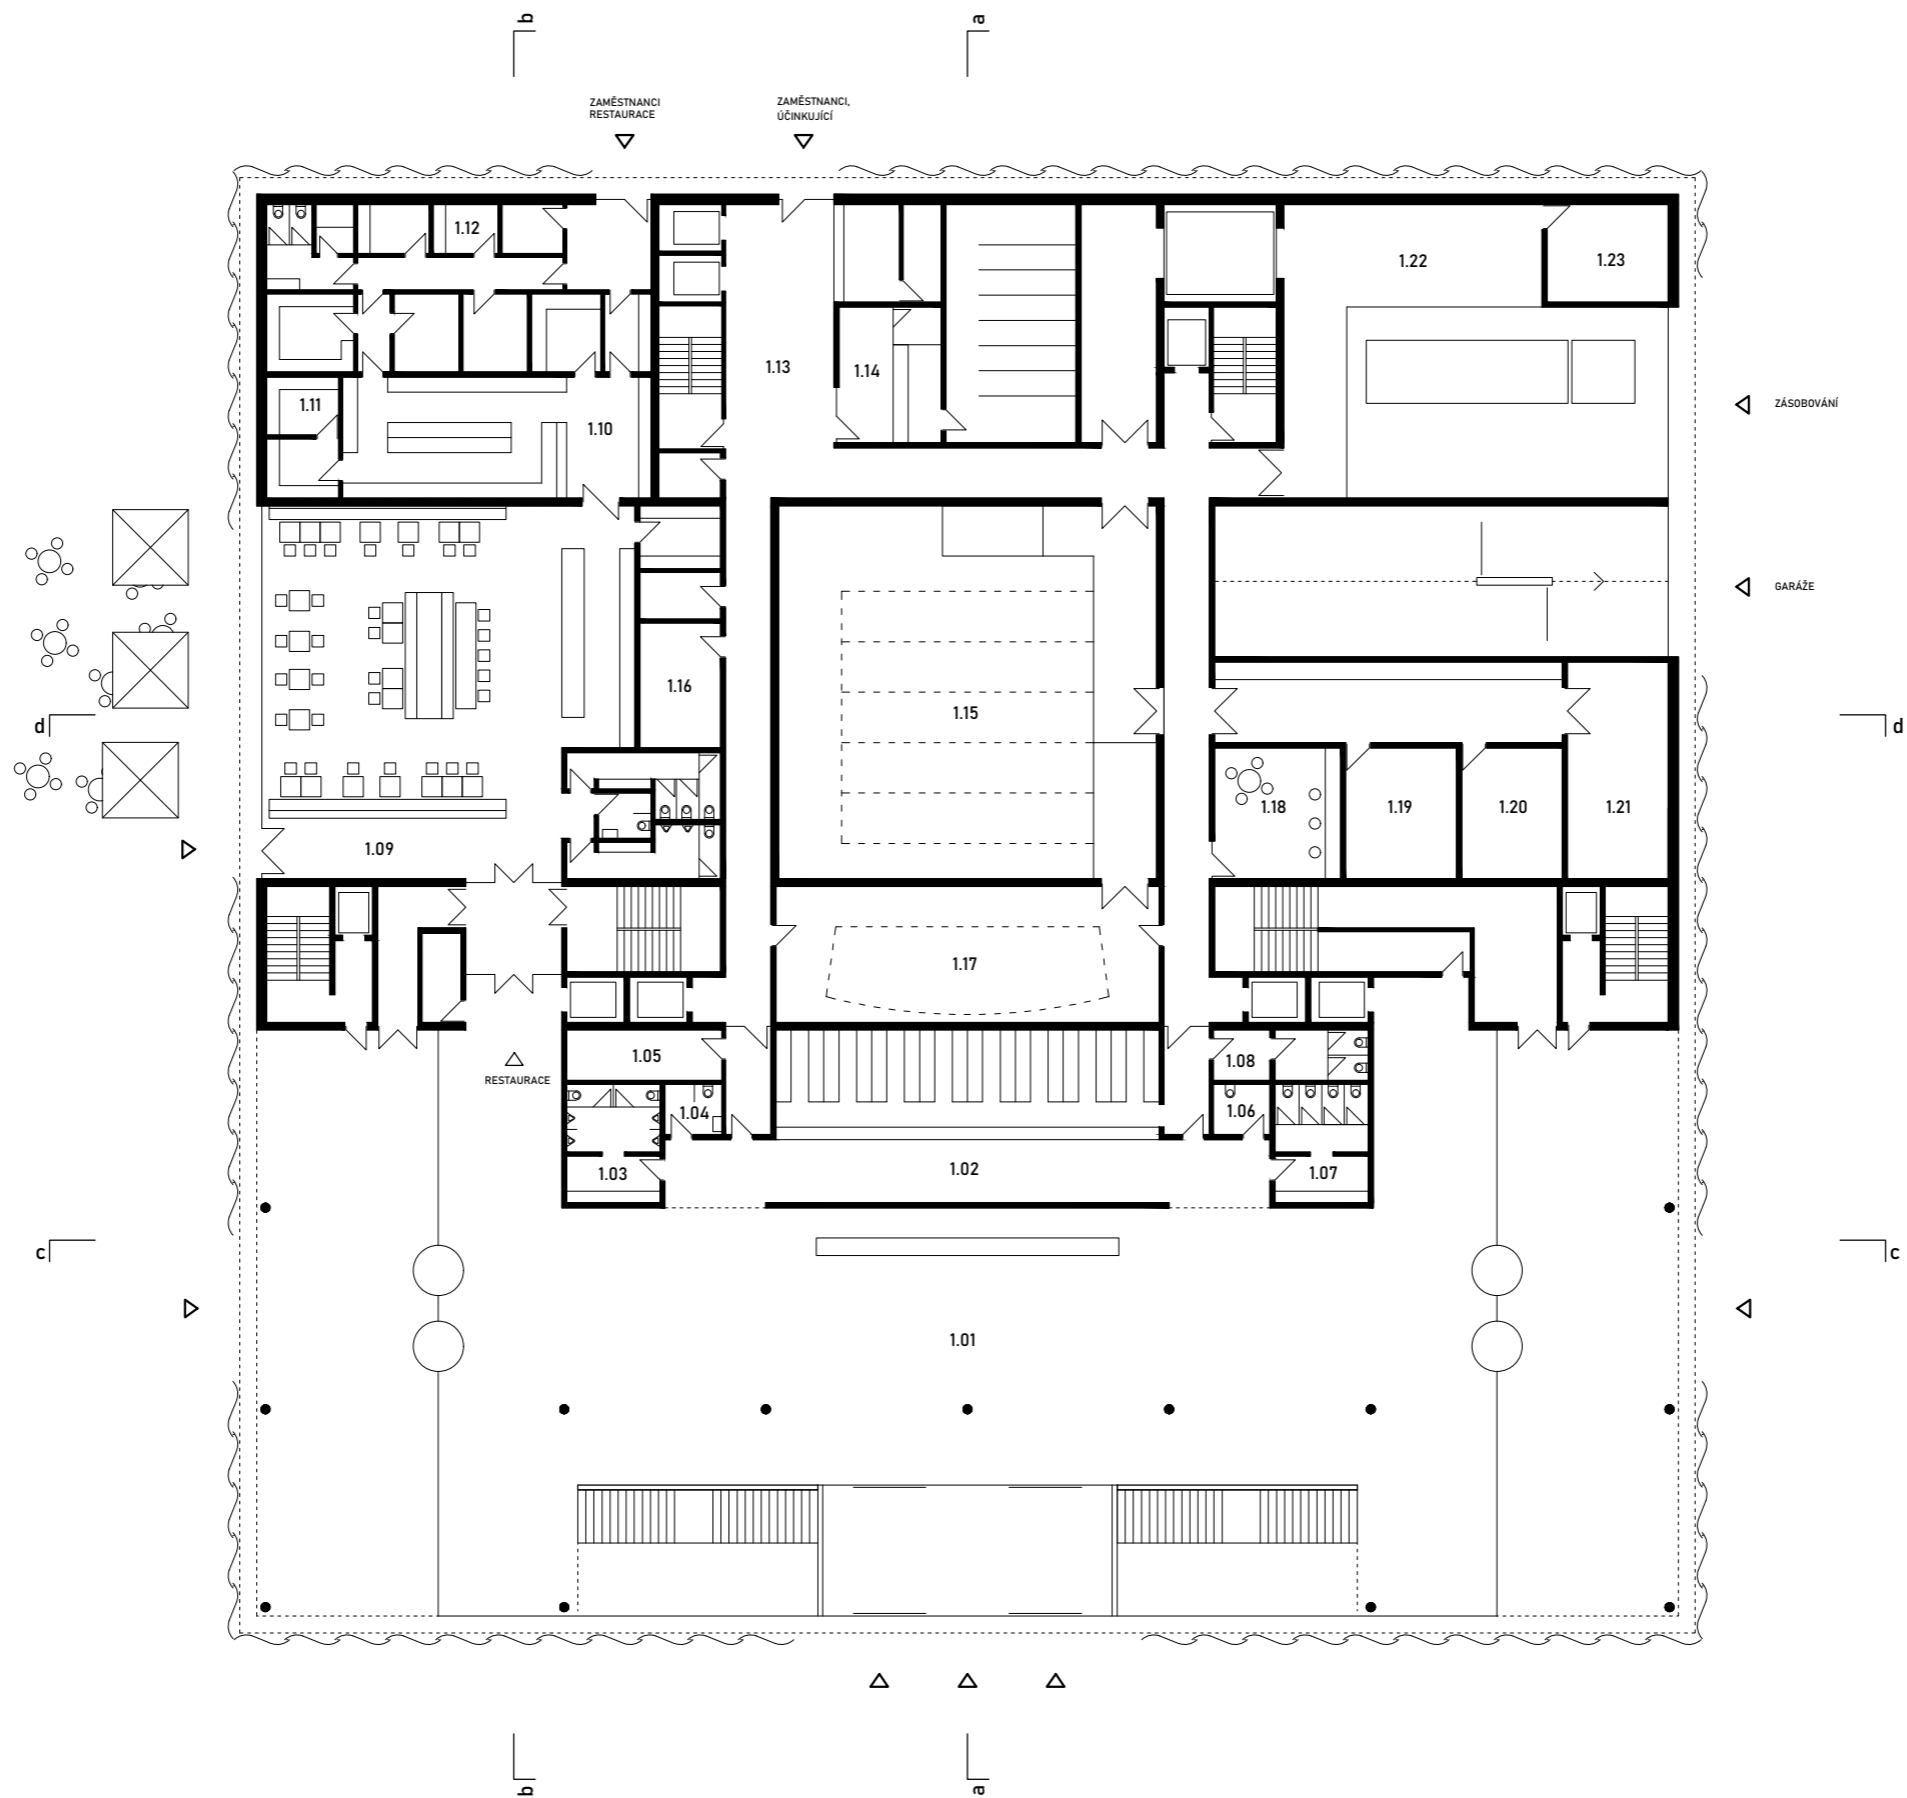 b
a
ZAMĚSTNANCI
RESTAURACE
ZAMĚSTNANCI,
ÚČINKUJÍCÍ
1.12
1.22
1.23
1.13
1.14
1.11
1.10
ZÁSOBOVÁNÍ
GARÁŽE
1.16
1.15
d
d
1.18
1.19
1.20
1.21
1.09
1.17
1.05
1.08
RESTAURACE
1.04
1.06
1.03
1.02
1.07
c
c
1.01
b
a